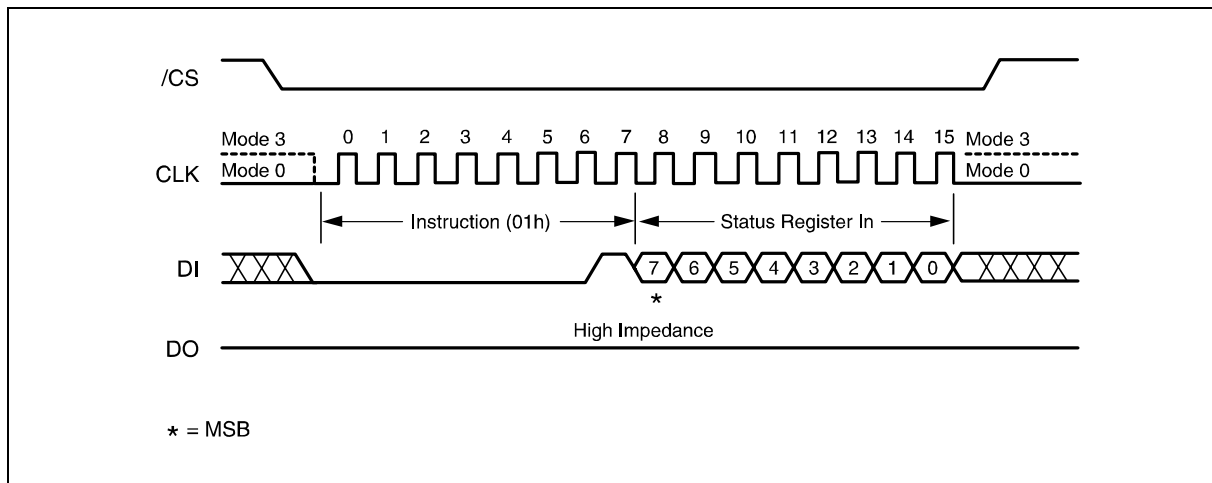 /CS
Mode 3 0 1 2 3 4 5 6 7 8 9 10 11 12 13 14 15 Mode 3
CLK Mode 0 Mode 0
Instruction (01h) Status Register In
DI 7 6 5 4 3 2 1 0
*
High Impedance
DO
* = MSB